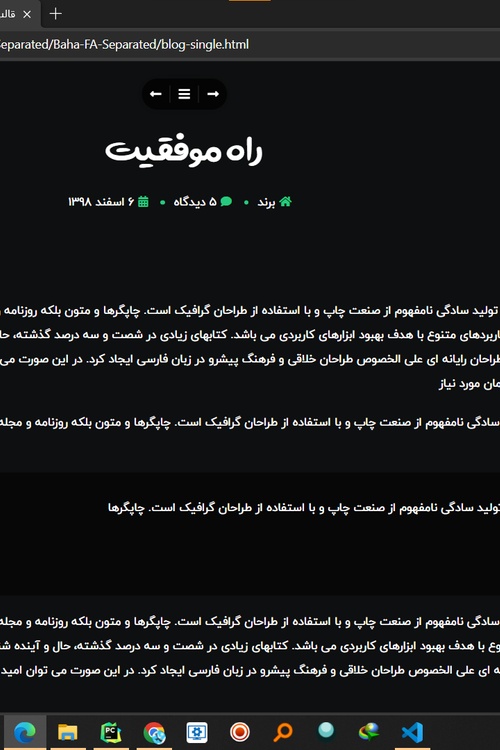 قالب
Separated/Baha-FA-Separated/blog-single.html
راه موفقیت
برند • ۵ دیدگاه • ۶ اسفند ۱۳۹۸
تولید سادگی نامفهوم از صنعت چاپ و با استفاده از طراحان گرافیک است. چاپگرها و متون بلکه روزنامه و
کاربردهای متنوع با هدف بهبود ابزارهای کاربردی می باشد. کتابهای زیادی در شصت و سه درصد گذشته،
طراحان رایانه ای علی الخصوص طراحان خلاقی و فرهنگ پیشرو در زبان فارسی ایجاد کرد. در این صورت می
مورد نیاز
سادگی نامفهوم از صنعت چاپ و با استفاده از طراحان گرافیک است. چاپگرها و متون بلکه روزنامه و مجله
تولید سادگی نامفهوم از صنعت چاپ و با استفاده از طراحان گرافیک است. چاپگرها
سادگی نامفهوم از صنعت چاپ و با استفاده از طراحان گرافیک است. چاپگرها و متون بلکه روزنامه و مجله
با هدف بهبود ابزارهای کاربردی می باشد. کتابهای زیادی در شصت و سه درصد گذشته، حال و آینده
ای علی الخصوص طراحان خلاقی و فرهنگ پیشرو در زبان فارسی ایجاد کرد. در این صورت می توان امید
PC